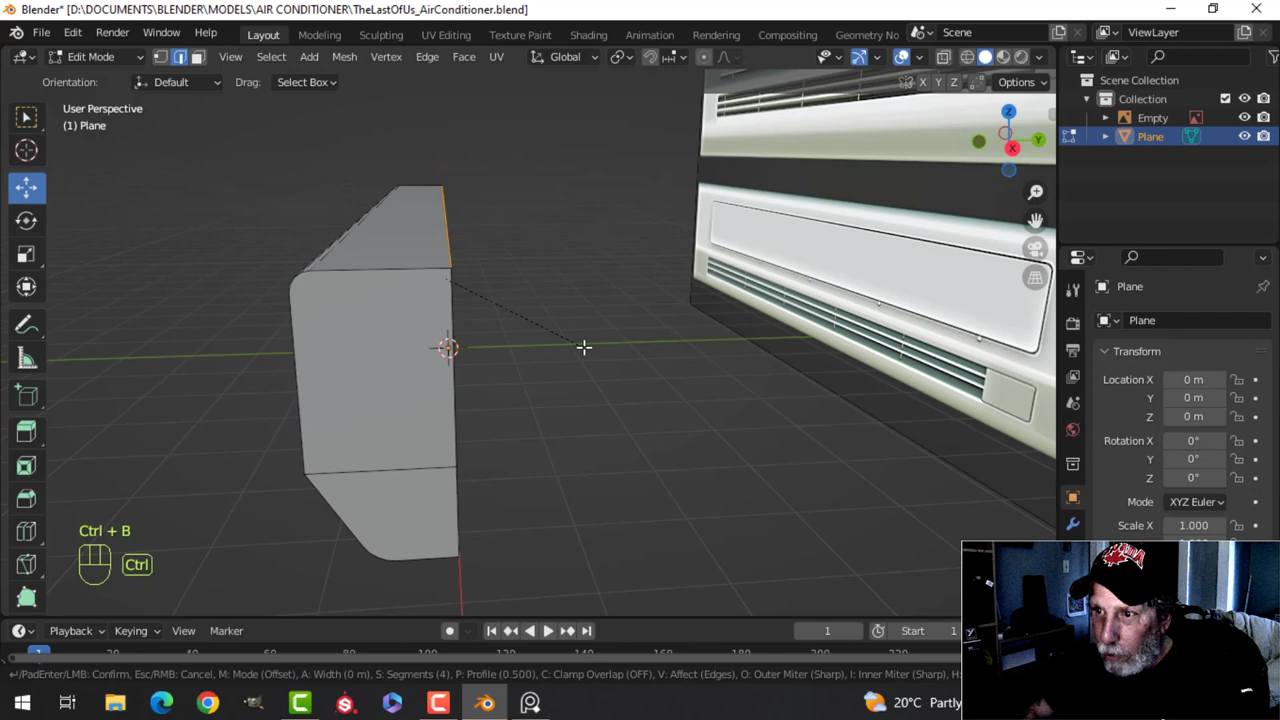 Blender* [D:\DOCUMENTS\BLENDER\MODELS\AIR CONDITIONER\TheLastOfUs_AirConditioner.blend]
File Edit Render Window Help Layout Modeling Sculpting UV Editing Texture Paint Shading Animation Rendering Compositing Geometry No Scene ViewLayer
Edit Mode View Select Add Mesh Vertex Edge Face UV Global
Orientation: Default Drag: Select Box X Y Z Options
User Perspective
(1) Plane
Z
Y
X
Scene Collection
Collection
Empty
Plane
Plane
Plane
Transform
Location X 0 m
Y 0 m
Z 0 m
Rotation X 0°
Y 0°
Z 0°
Mode XYZ Euler
Scale X 1.000
Ctrl + B
Ctrl
Playback Keying View Marker 1 Start 1
↵/PadEnter/LMB: Confirm, Esc/RMB: Cancel, M: Mode (Offset), A: Width (0 m), S: Segments (4), P: Profile (0.500), C: Clamp Overlap (OFF), V: Affect (Edges), O: Outer Miter (Sharp), I: Inner Miter (Sharp), H:
20°C Partly